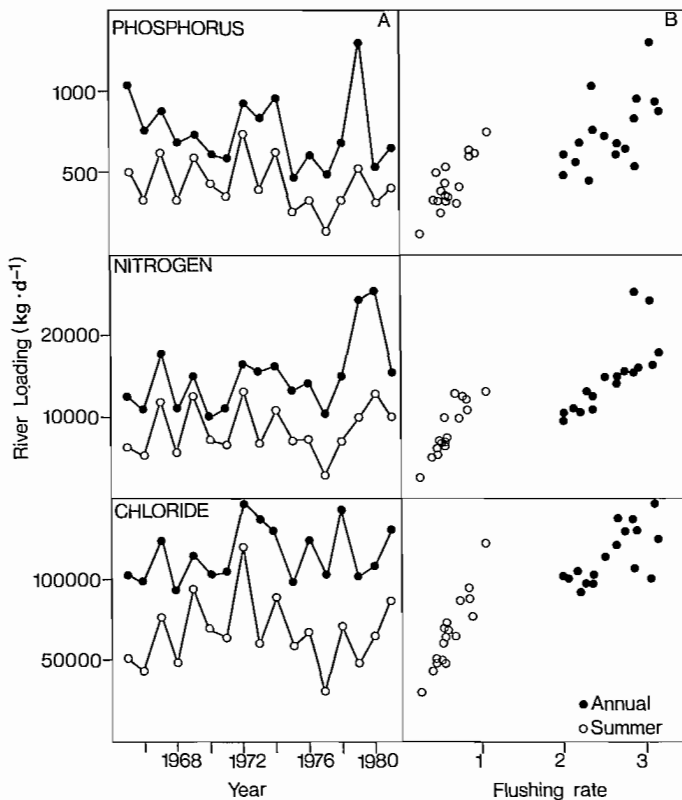 A
B
PHOSPHORUS
1000
500
NITROGEN
20000
10000
CHLORIDE
100000
50000
River Loading (kg·d⁻¹)
Annual
Summer
1968 1972 1976 1980
Year
1 2 3
Flushing rate